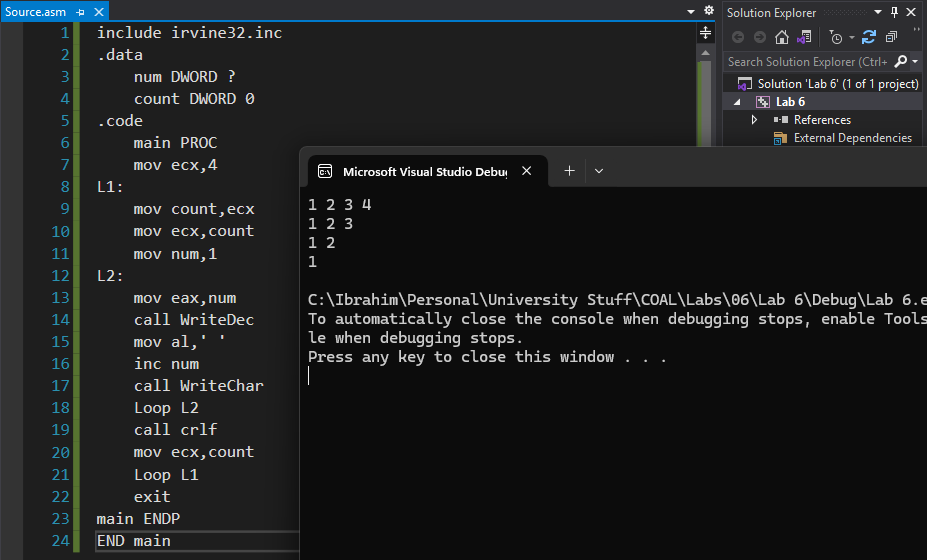 Source.asm
1 include irvine32.inc
2 .data
3 num DWORD ?
4 count DWORD 0
5 .code
6 main PROC
7 mov ecx,4
8 L1:
9 mov count,ecx
10 mov ecx,count
11 mov num,1
12 L2:
13 mov eax,num
14 call WriteDec
15 mov al,' '
16 inc num
17 call WriteChar
18 Loop L2
19 call crlf
20 mov ecx,count
21 Loop L1
22 exit
23 main ENDP
24 END main
Solution Explorer
Search Solution Explorer (Ctrl+
Solution 'Lab 6' (1 of 1 project)
Lab 6
References
External Dependencies
Microsoft Visual Studio Debu
1 2 3 4
1 2 3
1 2
1
C:\Ibrahim\Personal\University Stuff\COAL\Labs\06\Lab 6\Debug\Lab 6.e
To automatically close the console when debugging stops, enable Tools
le when debugging stops.
Press any key to close this window . . .